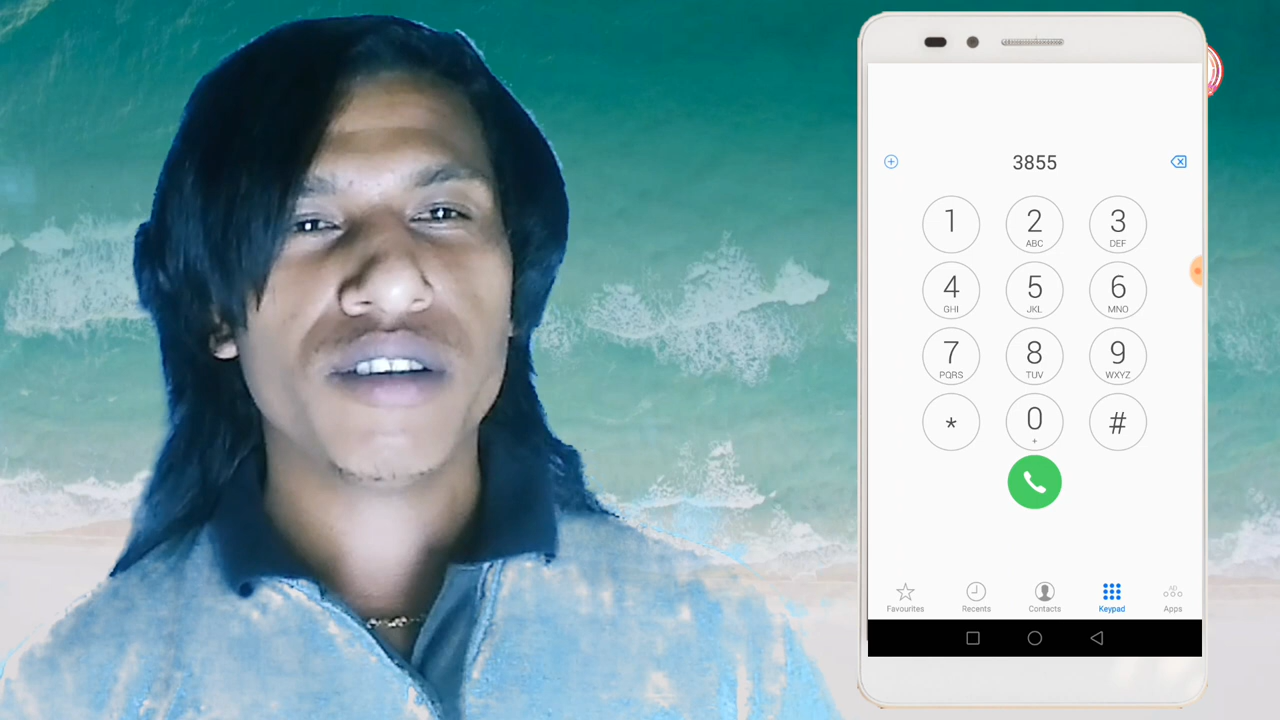 3855
1
2
ABC
3
DEF
4
GHI
5
JKL
6
MNO
7
PQRS
8
TUV
9
WXYZ
*
0
+
#
Favourites
Recents
Contacts
Keypad
AD
Apps